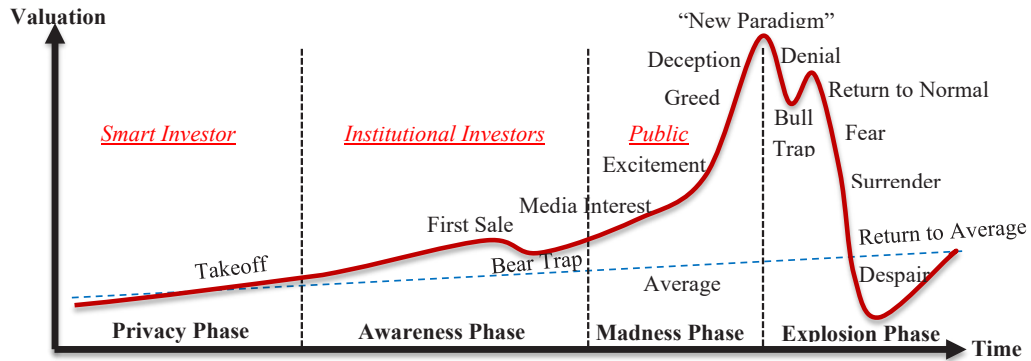 Valuation
"New Paradigm"
Deception
Denial
Greed
Return to Normal
Bull
Trap
Smart Investor
Institutional Investors
Public
Fear
Excitement
Surrender
Media Interest
First Sale
Return to Average
Bear Trap
Takeoff
Average
Despair
Privacy Phase
Awareness Phase
Madness Phase
Explosion Phase
Time